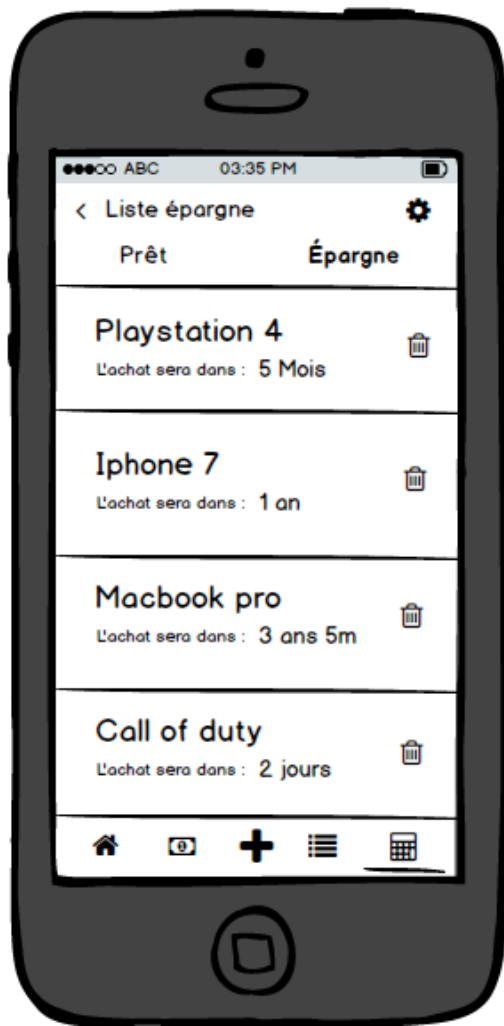 ABC 03:35 PM
< Liste épargne
Prêt Épargne
Playstation 4
L'achat sera dans : 5 Mois
Iphone 7
L'achat sera dans : 1 an
Macbook pro
L'achat sera dans : 3 ans 5m
Call of duty
L'achat sera dans : 2 jours